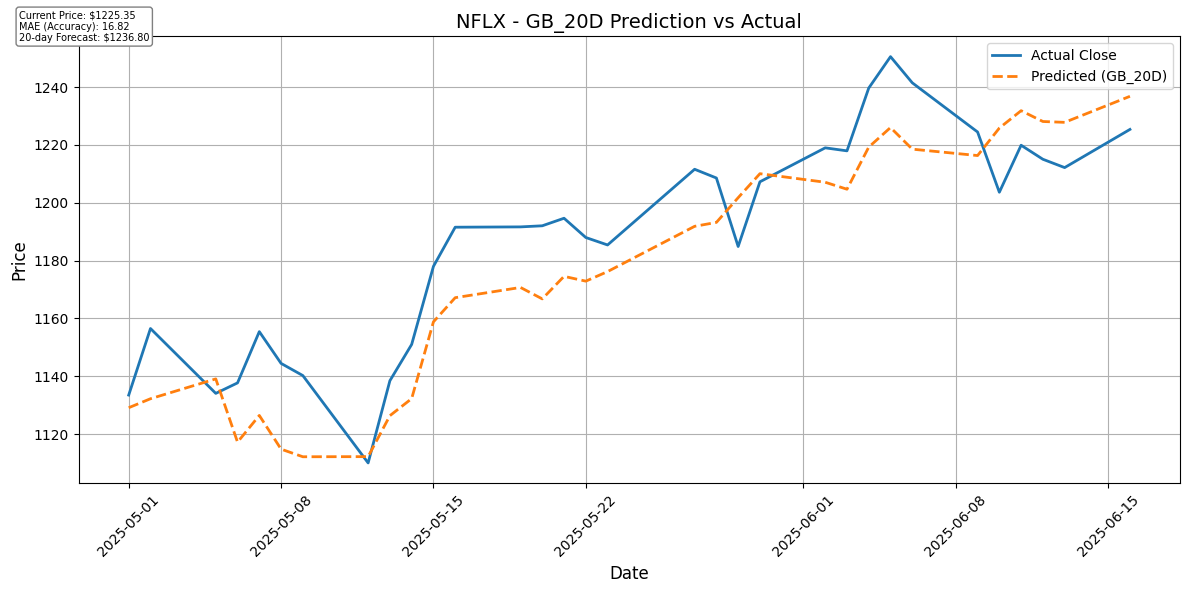 Current Price: $1225.35
MAE (Accuracy): 16.82
20-day Forecast: $1236.80
NFLX - GB_20D Prediction vs Actual
Actual Close
Predicted (GB_20D)
Price
1240
1220
1200
1180
1160
1140
1120
2025-05-01
2025-05-08
2025-05-15
2025-05-22
2025-06-01
2025-06-08
2025-06-15
Date